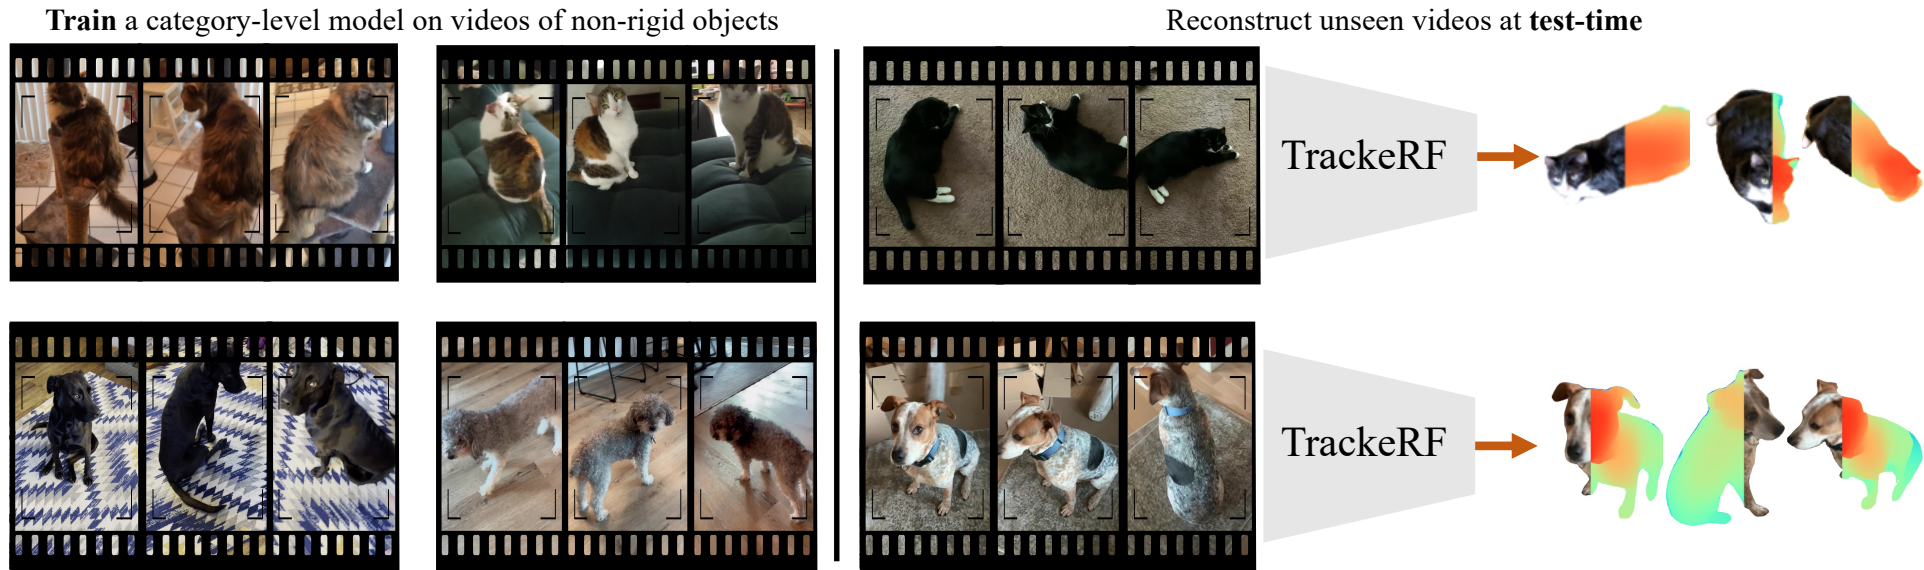 Train a category-level model on videos of non-rigid objects
Reconstruct unseen videos at test-time
TrackeRF
TrackeRF